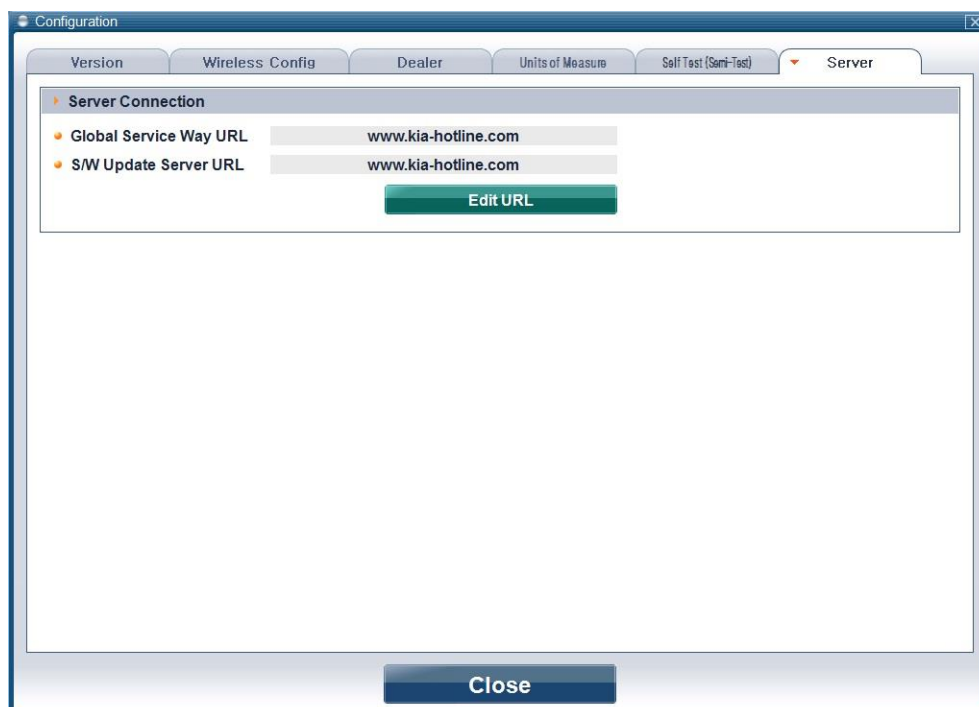 Configuration
Version Wireless Config Dealer Units of Measure Self Test (Semi-Test) Server
Server Connection
Global Service Way URL www.kia-hotline.com
S/W Update Server URL www.kia-hotline.com
Edit URL
Close